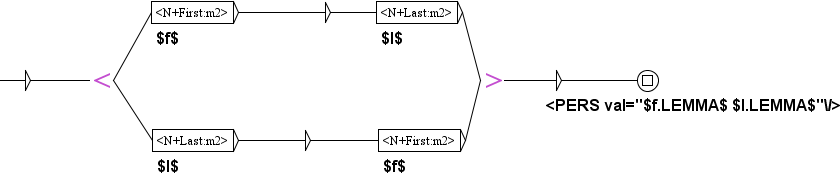 <N+First:m2> <N+Last:m2>
$f$ $l$
< >
<PERS val="$f.LEMMA$ $l.LEMMA$"\/>
<N+Last:m2> <N+First:m2>
$l$ $f$